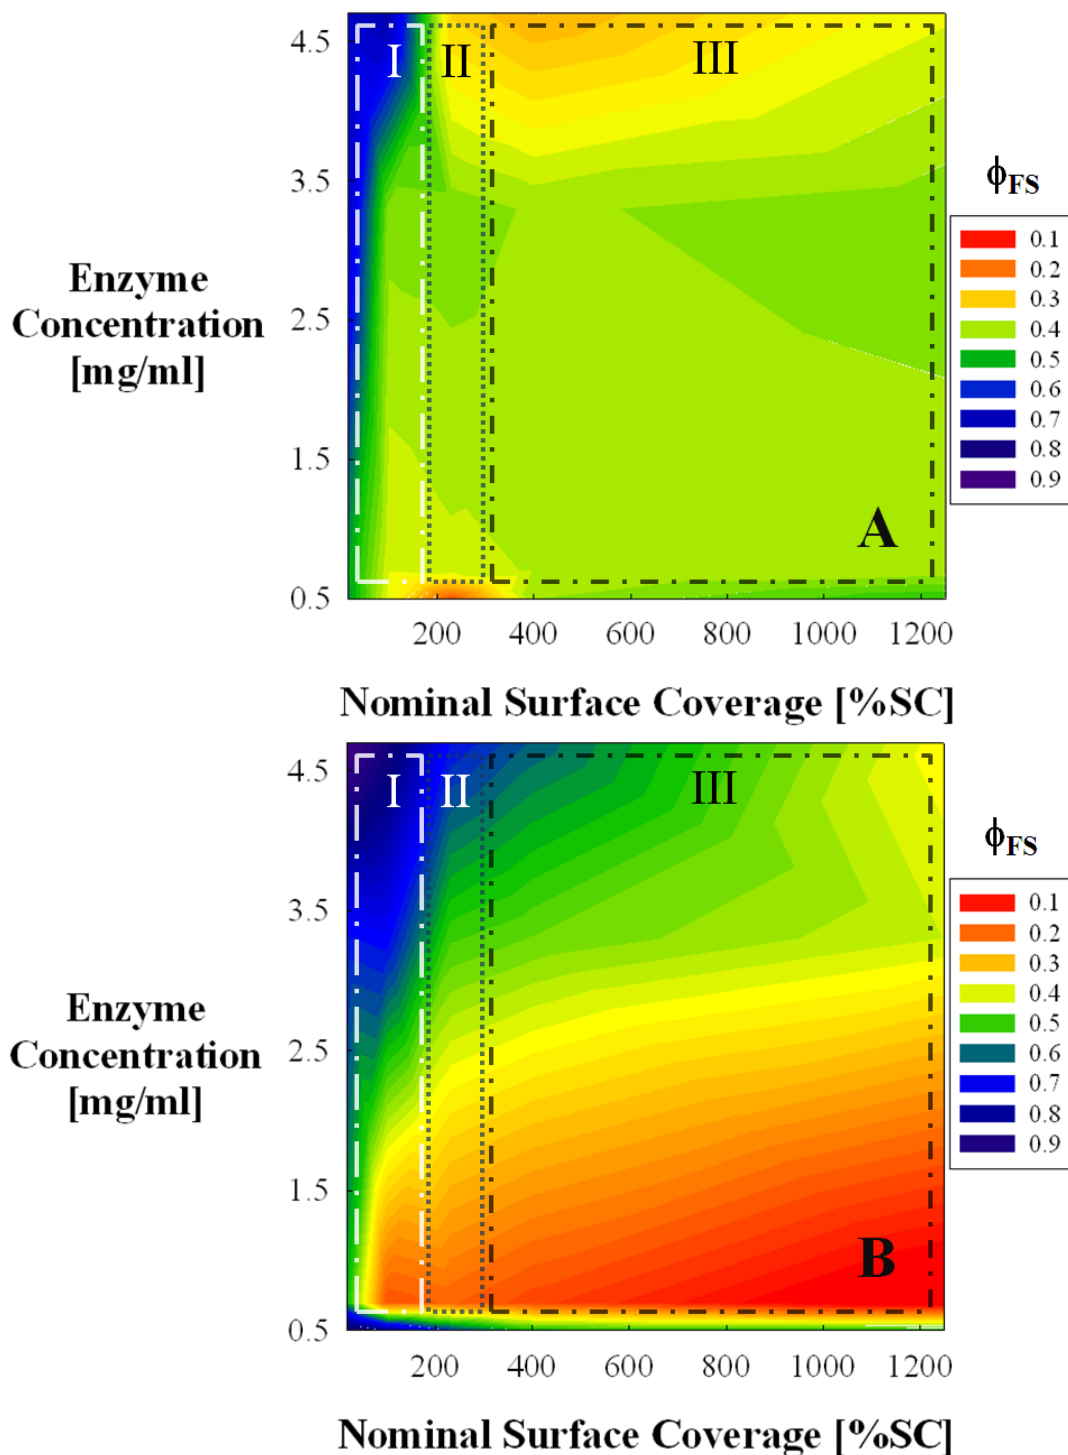 4.5
3.5
2.5
1.5
0.5
Enzyme
Concentration
[mg/ml]
I
II
III
A
200 400 600 800 1000 1200
Nominal Surface Coverage [%SC]
ϕFS
0.1
0.2
0.3
0.4
0.5
0.6
0.7
0.8
0.9
4.5
3.5
2.5
1.5
0.5
Enzyme
Concentration
[mg/ml]
I
II
III
B
200 400 600 800 1000 1200
Nominal Surface Coverage [%SC]
ϕFS
0.1
0.2
0.3
0.4
0.5
0.6
0.7
0.8
0.9